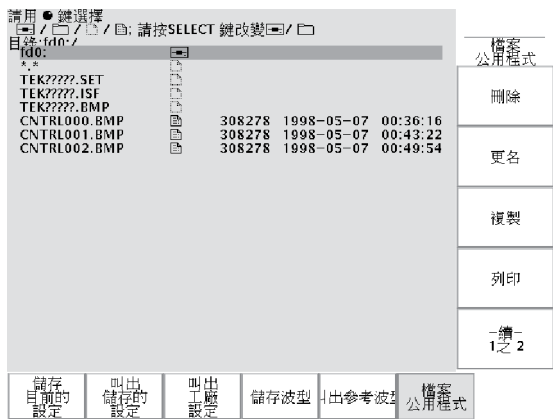 請用 ● 鍵選擇
/ / / : 請按SELECT 鍵改變 /
目錄:fd0:/
fd0:
*.*
TEK?????.SET
TEK?????.ISF
TEK?????.BMP
CNTRL000.BMP 308278 1998-05-07 00:36:16
CNTRL001.BMP 308278 1998-05-07 00:43:22
CNTRL002.BMP 308278 1998-05-07 00:49:54
檔案
公用程式
刪除
更名
複製
列印
-續-
1之 2
儲存
目前的
設定
叫出
儲存的
設定
叫出
工廠
設定
儲存波型
叫出參考波型
檔案
公用程式